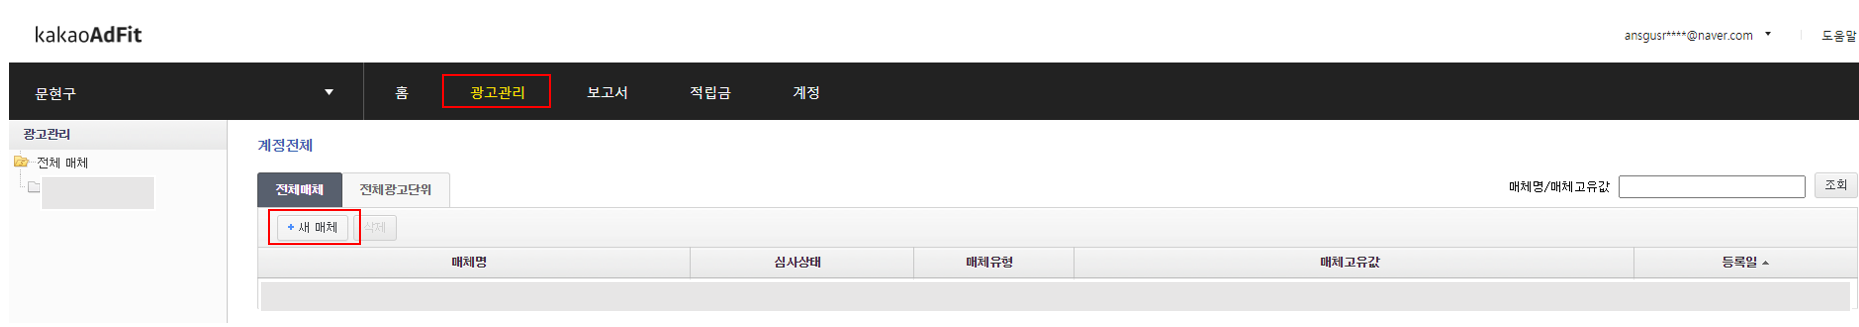 kakaoAdFit
ansgusr****@naver.com ▼ 도움말
문현구 ▼ 홈 광고관리 보고서 적립금 계정
광고관리
전체 매체
계정전체
전체매체 전체광고단위 매체명/매체고유값 조회
+ 새 매체 삭제
매체명 심사상태 매체유형 매체고유값 등록일 ▲